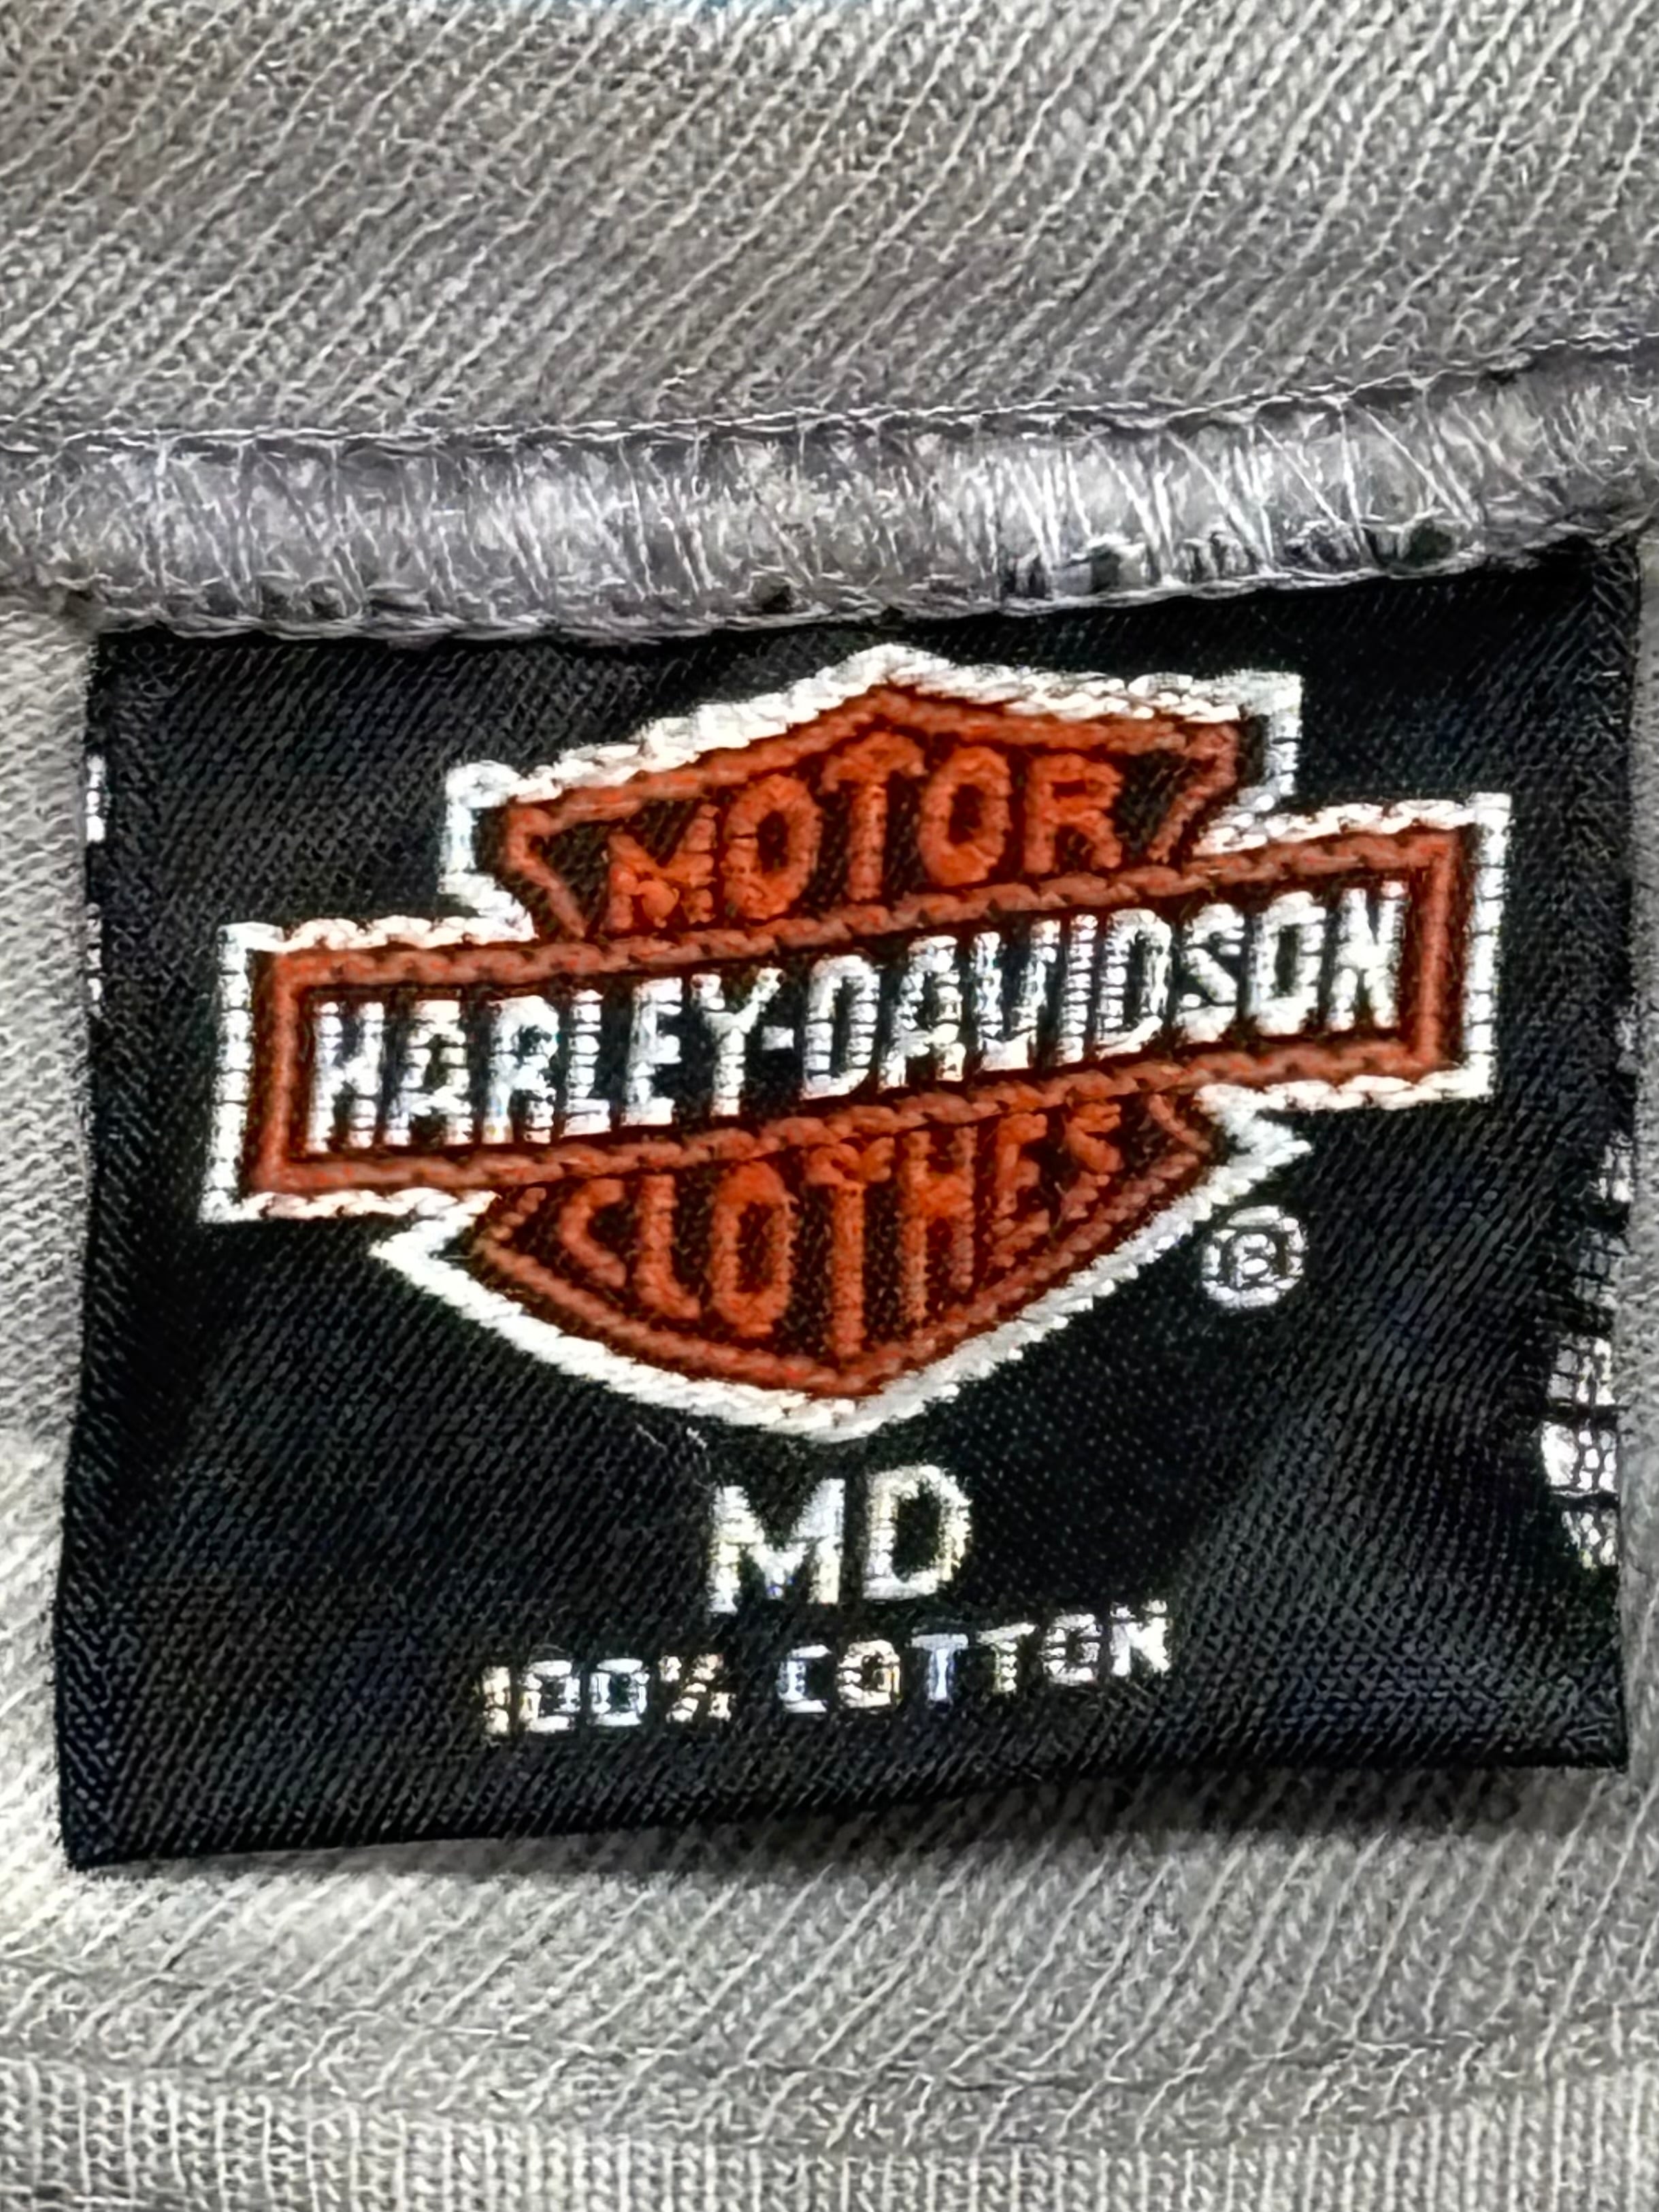 MOTOR
HARLEY-DAVIDSON
CLOTHES
®
MD
100% COTTON